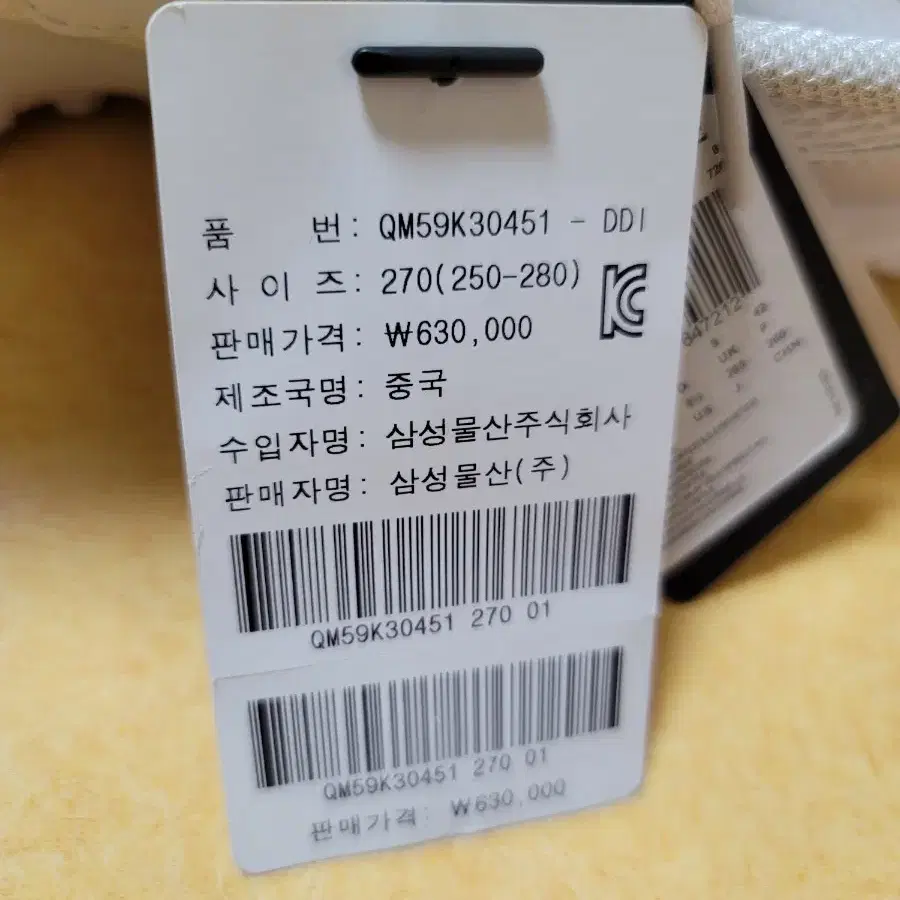 품 번: QM59K30451 - DDI
사 이 즈: 270(250-280)
판매가격: ₩630,000
제조국명: 중국
수입자명: 삼성물산주식회사
판매자명: 삼성물산(주)
QM59K30451 270 01
QM59K30451 270 01
판매가격: ₩630,000